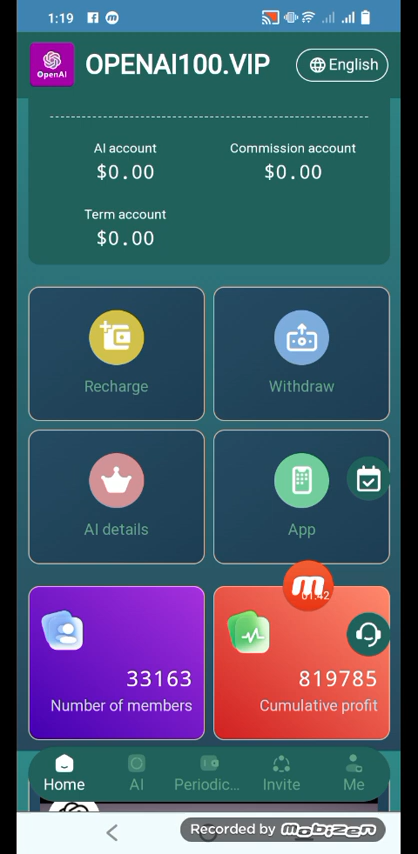 1:19
OpenAi
OPENAI100.VIP
English
AI account
Commission account
$0.00
$0.00
Term account
$0.00
Recharge
Withdraw
AI details
App
01:42
33163
819785
Number of members
Cumulative profit
Home
AI
Periodic...
Invite
Me
Recorded by mobizen